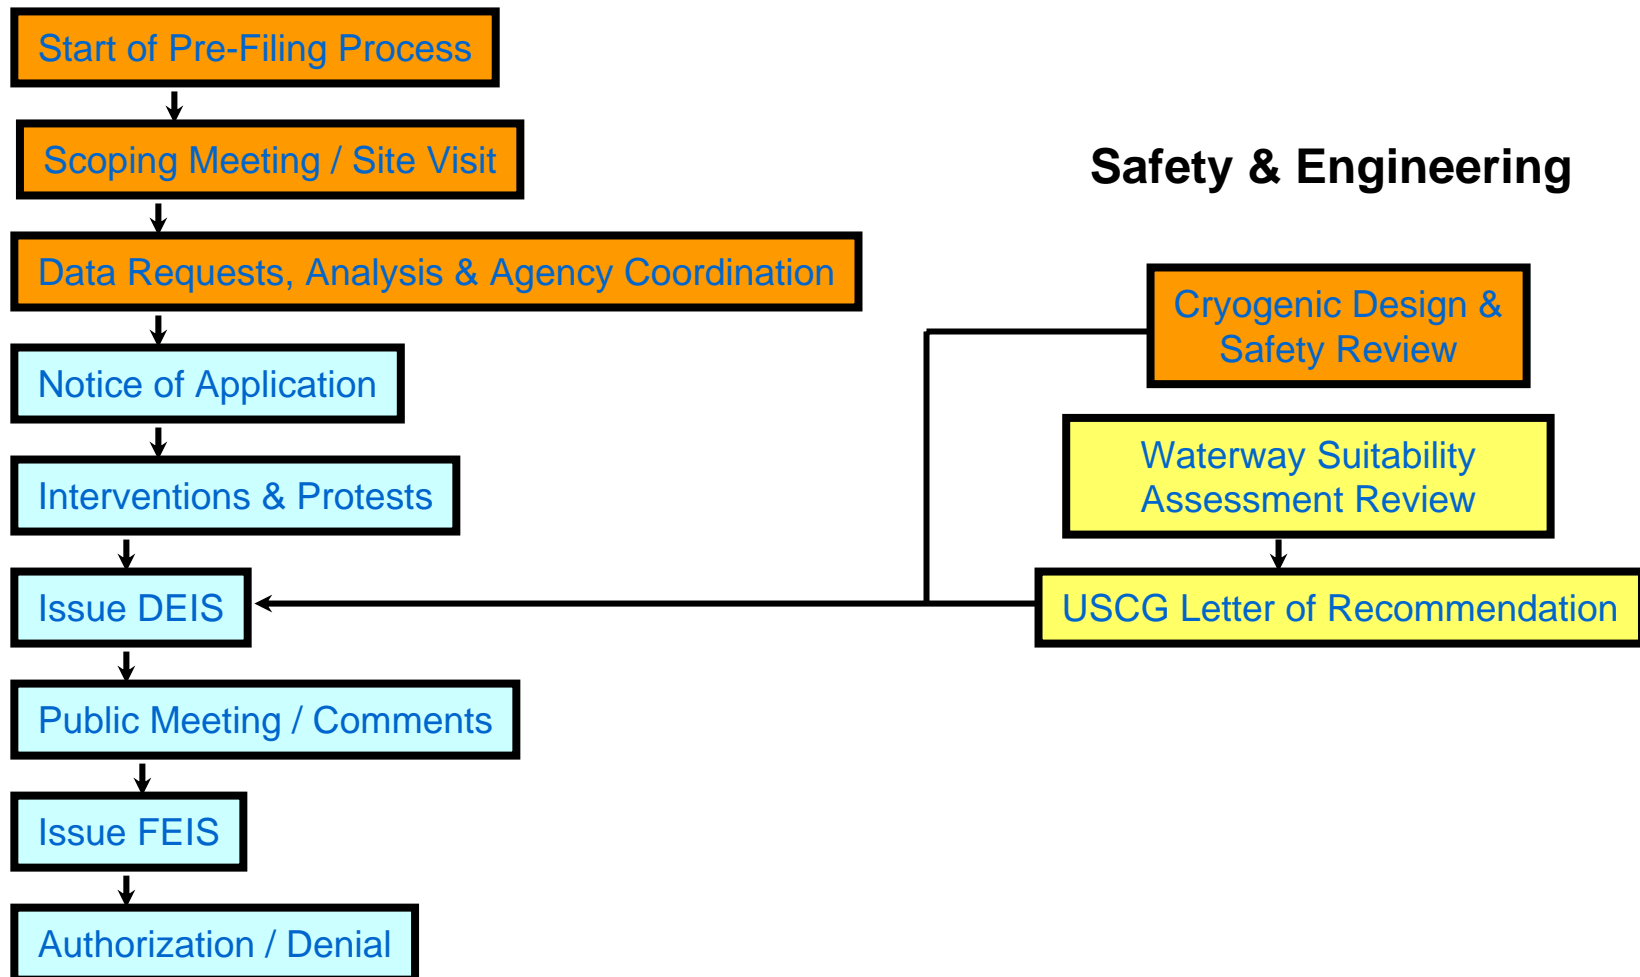 Start of Pre-Filing Process
Scoping Meeting / Site Visit
Data Requests, Analysis & Agency Coordination
Notice of Application
Interventions & Protests
Issue DEIS
Public Meeting / Comments
Issue FEIS
Authorization / Denial
Safety & Engineering
Cryogenic Design &
Safety Review
Waterway Suitability
Assessment Review
USCG Letter of Recommendation